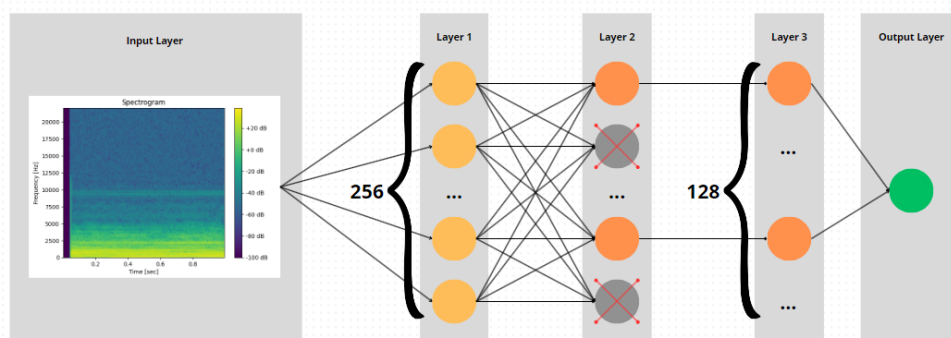 Input Layer
Layer 1
Layer 2
Layer 3
Output Layer
Spectrogram
Frequency [Hz]
20000
17500
15000
12500
10000
7500
5000
2500
0
0.2
0.4
0.6
0.8
Time [sec]
+20 dB
+0 dB
-20 dB
-40 dB
-60 dB
-80 dB
-100 dB
256
...
...
128
...
...